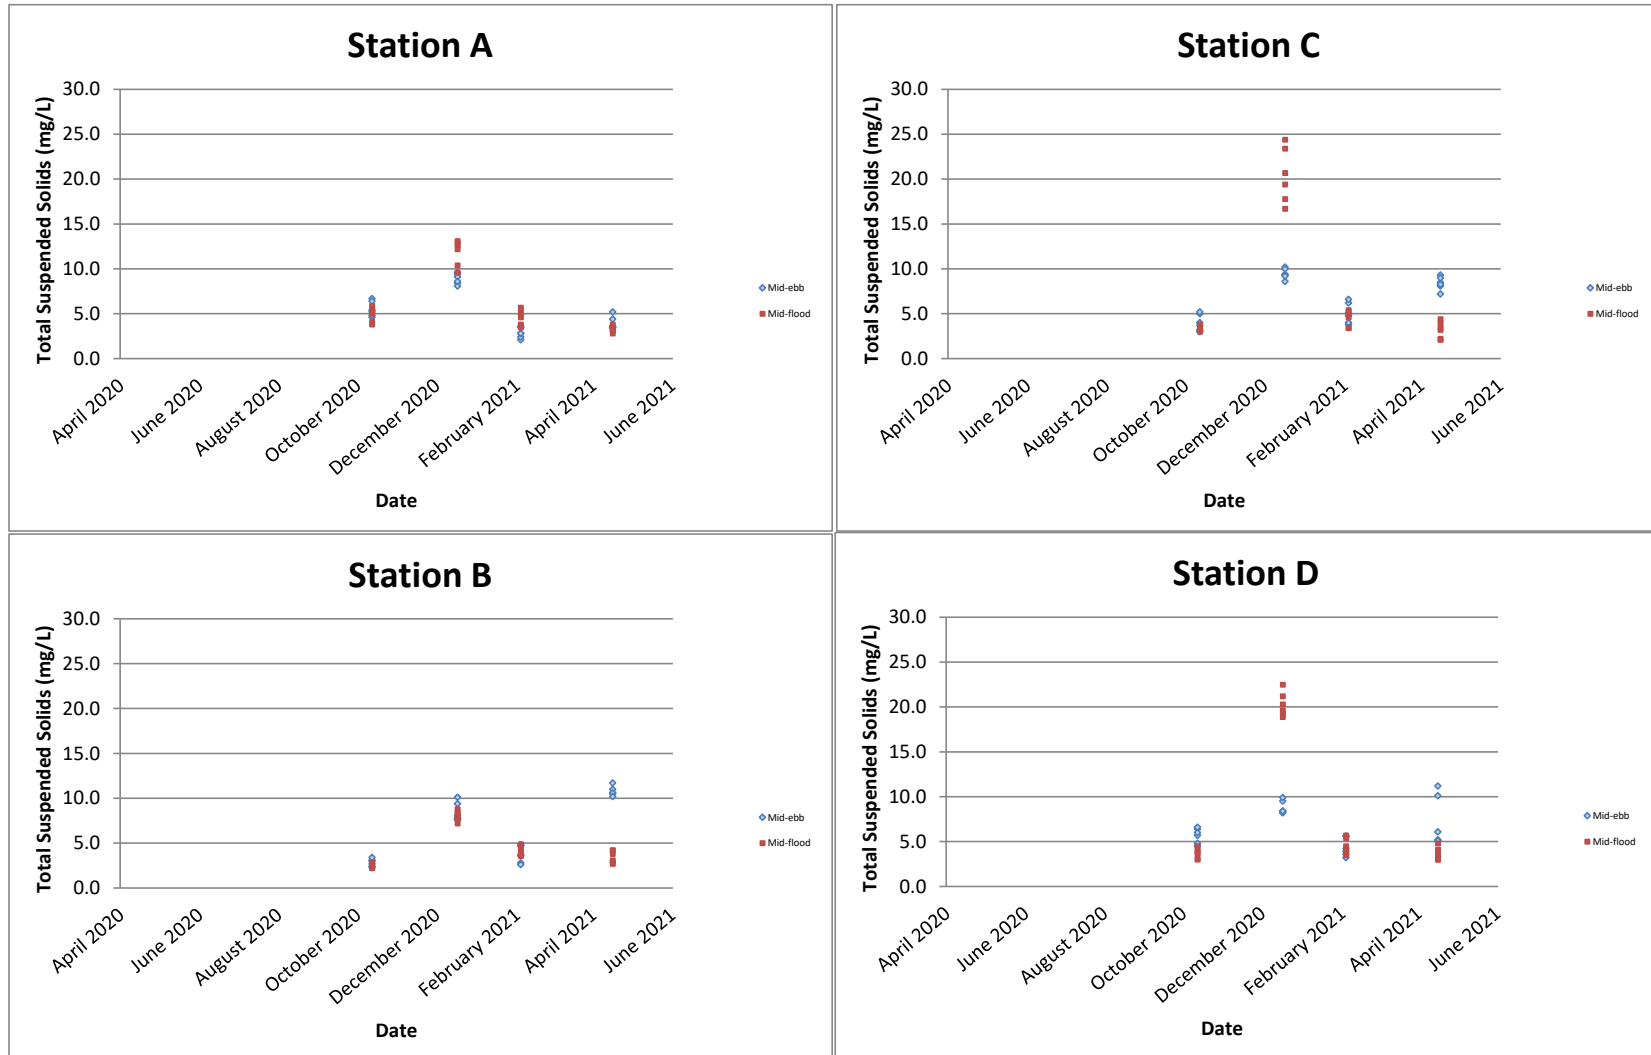 Station A
Total Suspended Solids (mg/L)
30.0
25.0
20.0
15.0
10.0
5.0
0.0
April 2020
June 2020
August 2020
October 2020
December 2020
February 2021
April 2021
June 2021
Date
Mid-ebb
Mid-flood
Station C
Total Suspended Solids (mg/L)
30.0
25.0
20.0
15.0
10.0
5.0
0.0
April 2020
June 2020
August 2020
October 2020
December 2020
February 2021
April 2021
June 2021
Date
Mid-ebb
Mid-flood
Station B
Total Suspended Solids (mg/L)
30.0
25.0
20.0
15.0
10.0
5.0
0.0
April 2020
June 2020
August 2020
October 2020
December 2020
February 2021
April 2021
June 2021
Date
Mid-ebb
Mid-flood
Station D
Total Suspended Solids (mg/L)
30.0
25.0
20.0
15.0
10.0
5.0
0.0
April 2020
June 2020
August 2020
October 2020
December 2020
February 2021
April 2021
June 2021
Date
Mid-ebb
Mid-flood